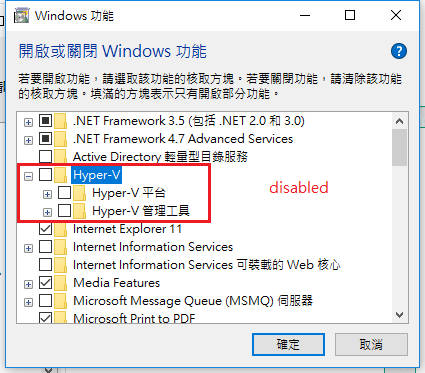 Windows 功能
開啟或關閉 Windows 功能
若要開啟功能，請選取該功能的核取方塊。若要關閉功能，請清除該功能
的核取方塊。填滿的方塊表示只有開啟部分功能。
.NET Framework 3.5 (包括 .NET 2.0 和 3.0)
.NET Framework 4.7 Advanced Services
Active Directory 輕量型目錄服務
Hyper-V
Hyper-V 平台
disabled
Hyper-V 管理工具
Internet Explorer 11
Internet Information Services
Internet Information Services 可裝載的 Web 核心
Media Features
Microsoft Message Queue (MSMQ) 伺服器
Microsoft Print to PDF
確定
取消